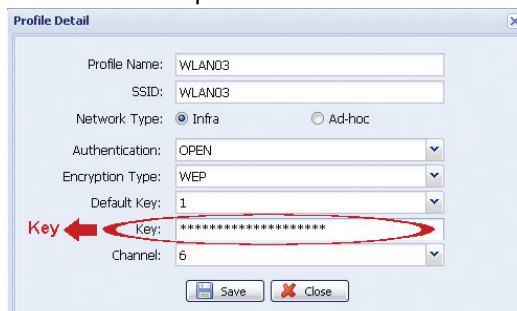 Profile Detail
Profile Name: WLAN03
SSID: WLAN03
Network Type: Infra Ad-hoc
Authentication: OPEN
Encryption Type: WEP
Default Key: 1
Key Key: ********************
Channel: 6
Save Close